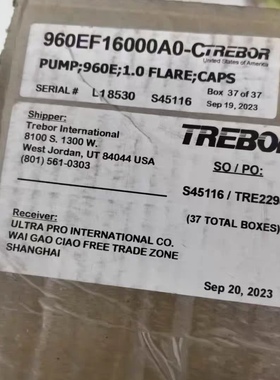 960EF16000A0-C TREBOR
United States of America
PUMP;960E;1.0 FLARE;CAPS
Box 37 of 37
SERIAL # L18530 S45116 Sep 19, 2023
Shipper:
Trebor International
8100 S. 1300 W.
West Jordan, UT 84044 USA
(801) 561-0303
TREBOR
SO / PO:
S45116 / TRE229
(37 TOTAL BOXES)
Receiver:
ULTRA PRO INTERNATIONAL CO.
WAI GAO CIAO FREE TRADE ZONE
SHANGHAI
Sep 20, 2023